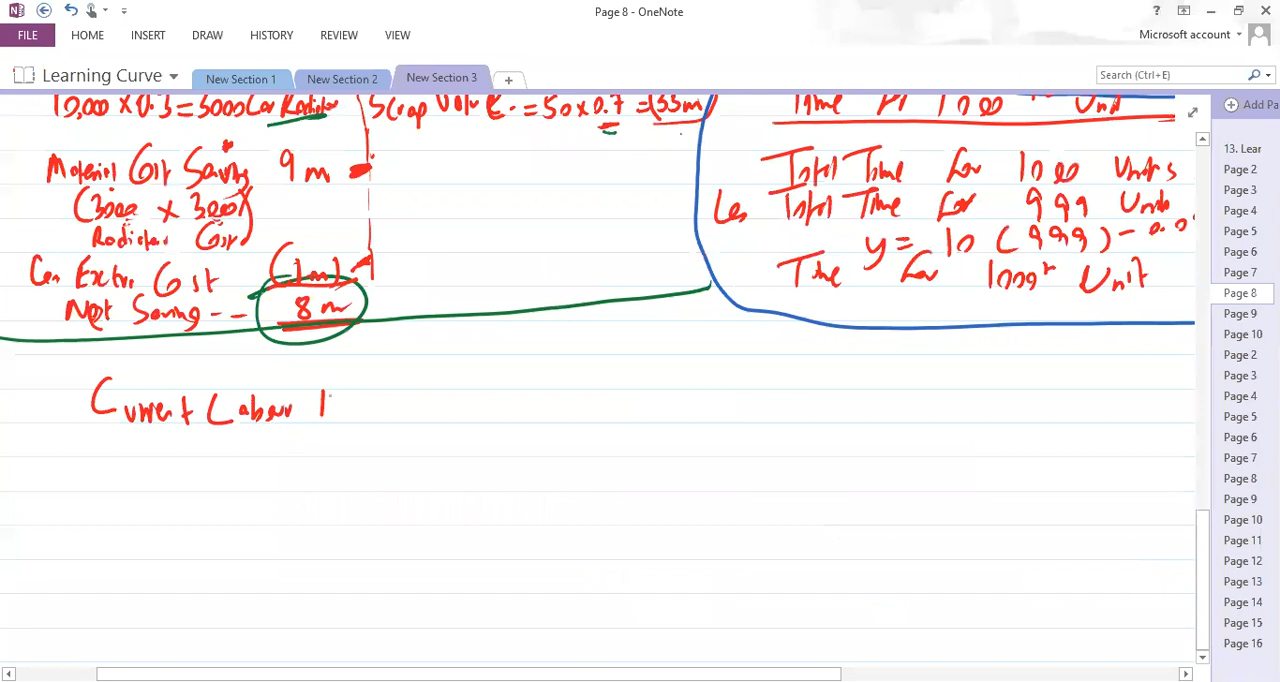 Page 8 - OneNote
?
FILE HOME INSERT DRAW HISTORY REVIEW VIEW
Microsoft account
Learning Curve
New Section 1 New Section 2 New Section 3 +
Search (Ctrl+E)
Add Pa
13. Lear
Page 2
Page 3
Page 4
Page 5
Page 6
Page 7
Page 8
Page 9
Page 10
Page 2
Page 3
Page 4
Page 5
Page 6
Page 7
Page 8
Page 9
Page 10
Page 11
Page 12
Page 13
Page 14
Page 15
Page 16
10,000 x 0.3 = 3000 Car Radiator
Material Cost Saving 9m
(3000 x 3000)
Radiator Cost
Con Extra Cost (1m)
Net Saving -- 8m
Scrap Value = 50 x 0.7 = (35m)
Time 1000 Unit
Total Time for 1000 Units
Les Total Time for 999 Units
y = 10 (999)
Time for 1000th Unit
Current Labour